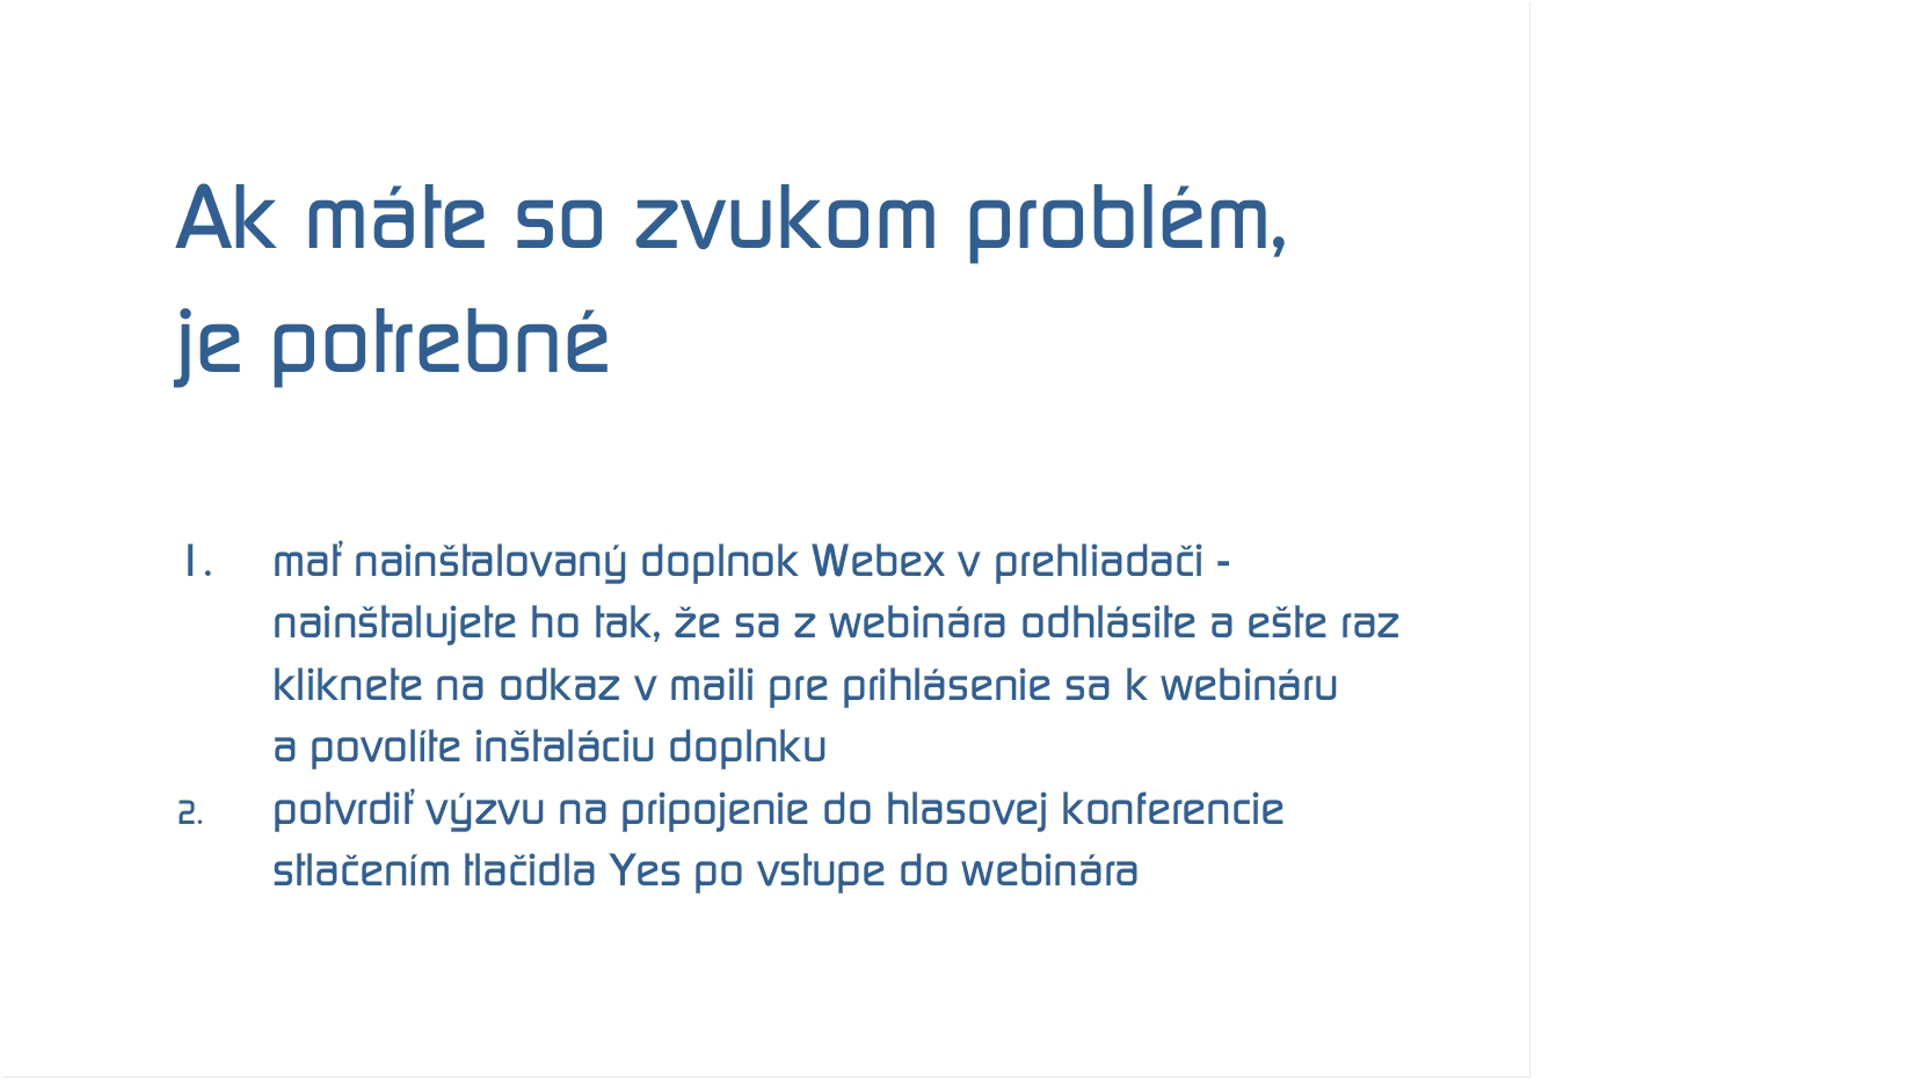 Ak máte so zvukom problém,
je potrebné
1. mať nainštalovaný doplnok Webex v prehliadači -
nainštalujete ho tak, že sa z webinára odhlásite a ešte raz
kliknete na odkaz v maili pre prihlásenie sa k webináru
a povolíte inštaláciu doplnku
2. potvrdiť výzvu na pripojenie do hlasovej konferencie
stlačením tlačidla Yes po vstupe do webinára